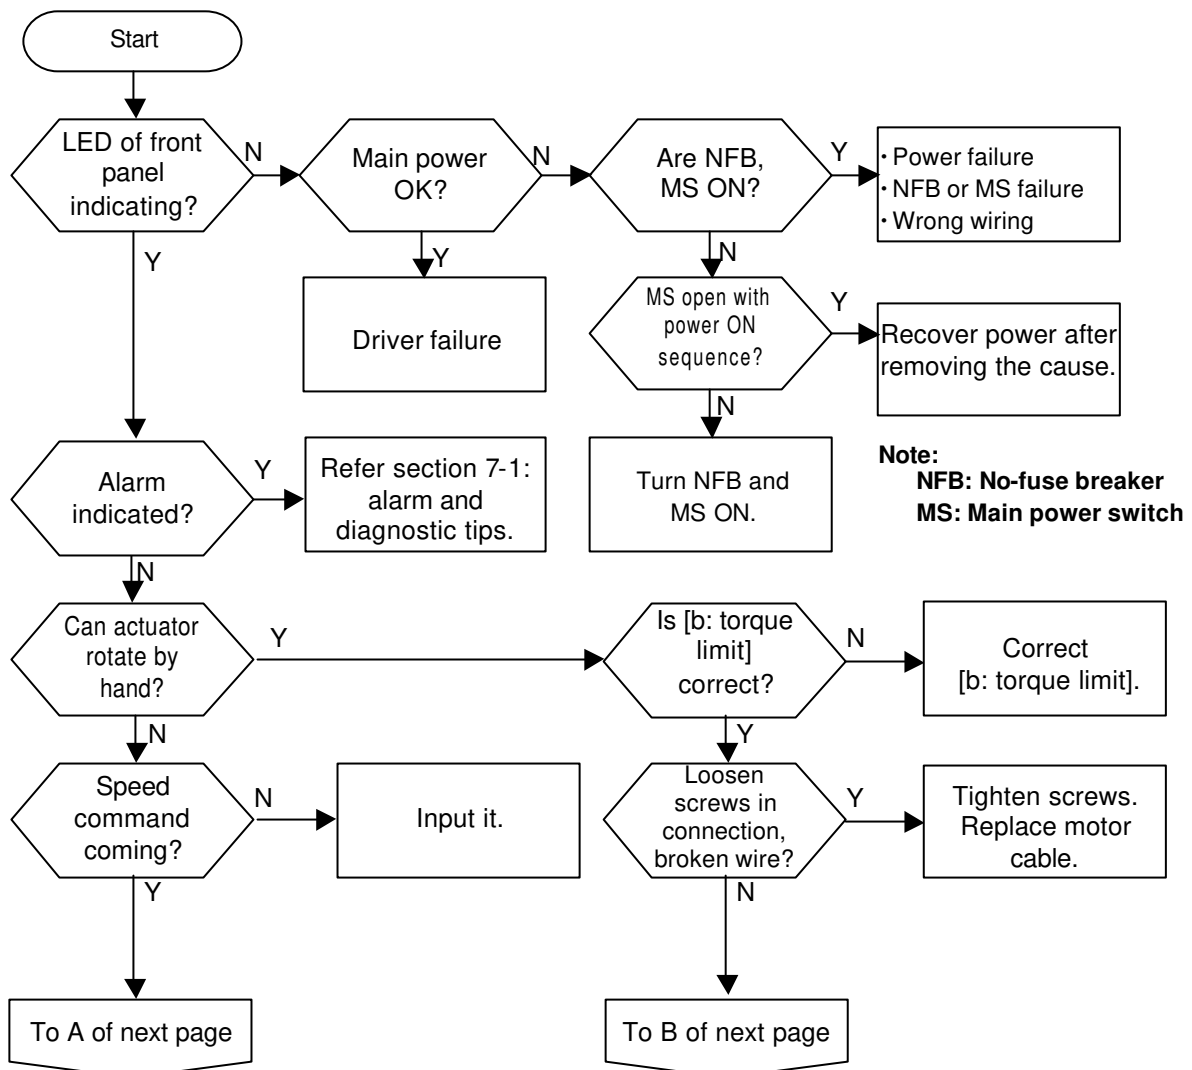 Start
LED of front
panel
indicating?
N
Main power
OK?
N
Are NFB,
MS ON?
Y
・Power failure
・NFB or MS failure
・Wrong wiring
Y
Y
N
Driver failure
MS open with
power ON
sequence?
Y
Recover power after
removing the cause.
N
Alarm
indicated?
Y
Refer section 7-1:
alarm and
diagnostic tips.
Turn NFB and
MS ON.
Note:
NFB: No-fuse breaker
MS: Main power switch
N
Can actuator
rotate by
hand?
Y
Is [b: torque
limit]
correct?
N
Correct
[b: torque limit].
N
Y
Speed
command
coming?
N
Input it.
Loosen
screws in
connection,
broken wire?
Y
Tighten screws.
Replace motor
cable.
Y
N
To A of next page
To B of next page